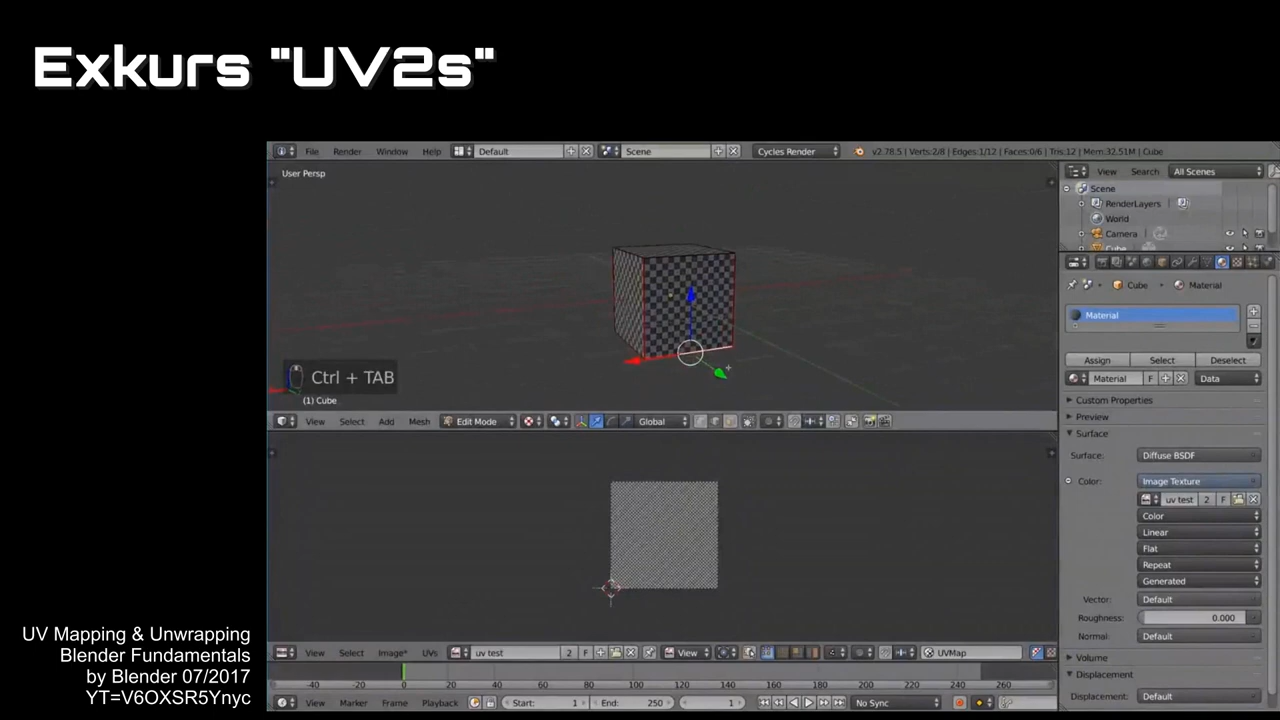 Exkurs "UV2s"
File Render Window Help Default Scene Cycles Render v2.78.5 | Verts:2/8 | Edges:1/12 | Faces:0/6 | Tris:12 | Mem:32.51M | Cube
User Persp
View Search All Scenes
Scene
RenderLayers
World
Camera
Cube
Cube Material
Material
Assign Select Deselect
Material F Data
Custom Properties
Preview
Surface
Surface: Diffuse BSDF
Color: Image Texture
uv test 2 F
Color
Linear
Flat
Repeat
Generated
Vector: Default
Roughness: 0.000
Normal: Default
Volume
Displacement
Displacement: Default
Ctrl + TAB
(1) Cube
View Select Add Mesh Edit Mode Global
View Select Image* UVs uv test 2 F View UVMap
-40 -20 0 20 40 60 80 100 120 140 160 180 200 220 240 260
View Marker Frame Playback Start: 1 End: 250 1 No Sync
UV Mapping & Unwrapping
Blender Fundamentals
by Blender 07/2017
YT=V6OXSR5Ynyc